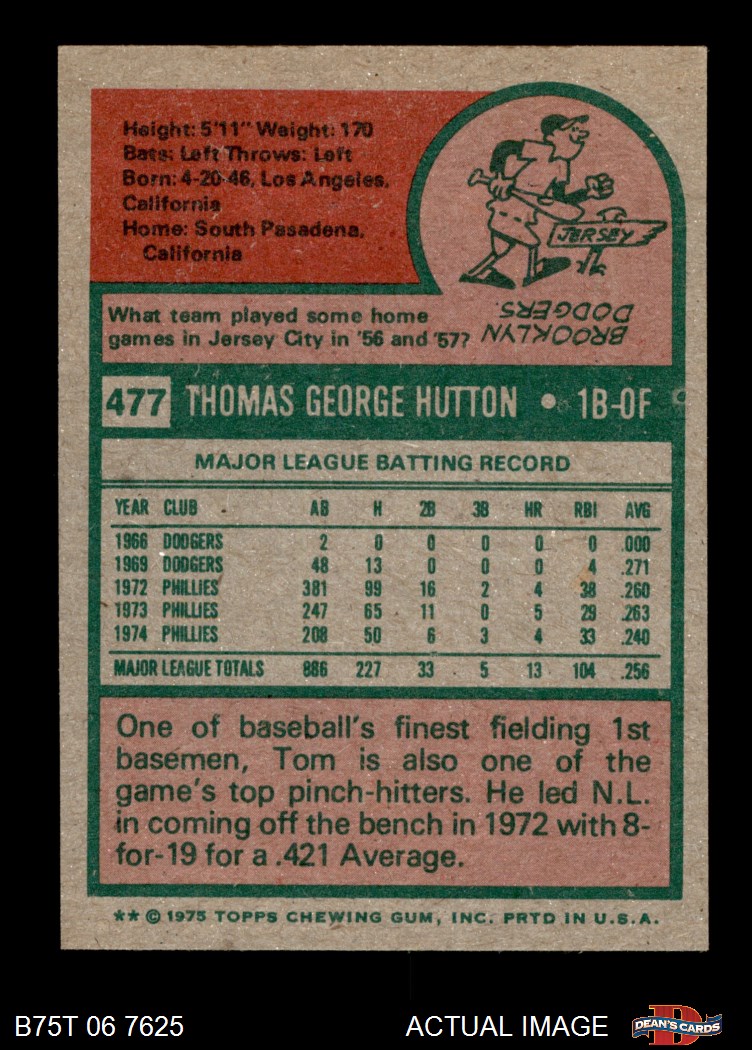 Height: 5'11" Weight: 170
Bats: Left Throws: Left
Born: 4-20-46, Los Angeles,
California
Home: South Pasadena,
California
JERSEY
What team played some home
games in Jersey City in '56 and '57?
BROOKLYN
DODGERS
477 THOMAS GEORGE HUTTON • 1B-OF
MAJOR LEAGUE BATTING RECORD
YEAR CLUB AB H 2B 3B HR RBI AVG
1966 DODGERS 2 0 0 0 0 0 .000
1969 DODGERS 48 13 0 0 0 4 .271
1972 PHILLIES 381 99 16 2 4 38 .260
1973 PHILLIES 247 65 11 0 5 29 .263
1974 PHILLIES 208 50 6 3 4 33 .240
MAJOR LEAGUE TOTALS 886 227 33 5 13 104 .256
One of baseball's finest fielding 1st
basemen, Tom is also one of the
game's top pinch-hitters. He led N.L.
in coming off the bench in 1972 with 8-
for-19 for a .421 Average.
** © 1975 TOPPS CHEWING GUM, INC. PRTD IN U.S.A.
B75T 06 7625 ACTUAL IMAGE DEAN'S CARDS